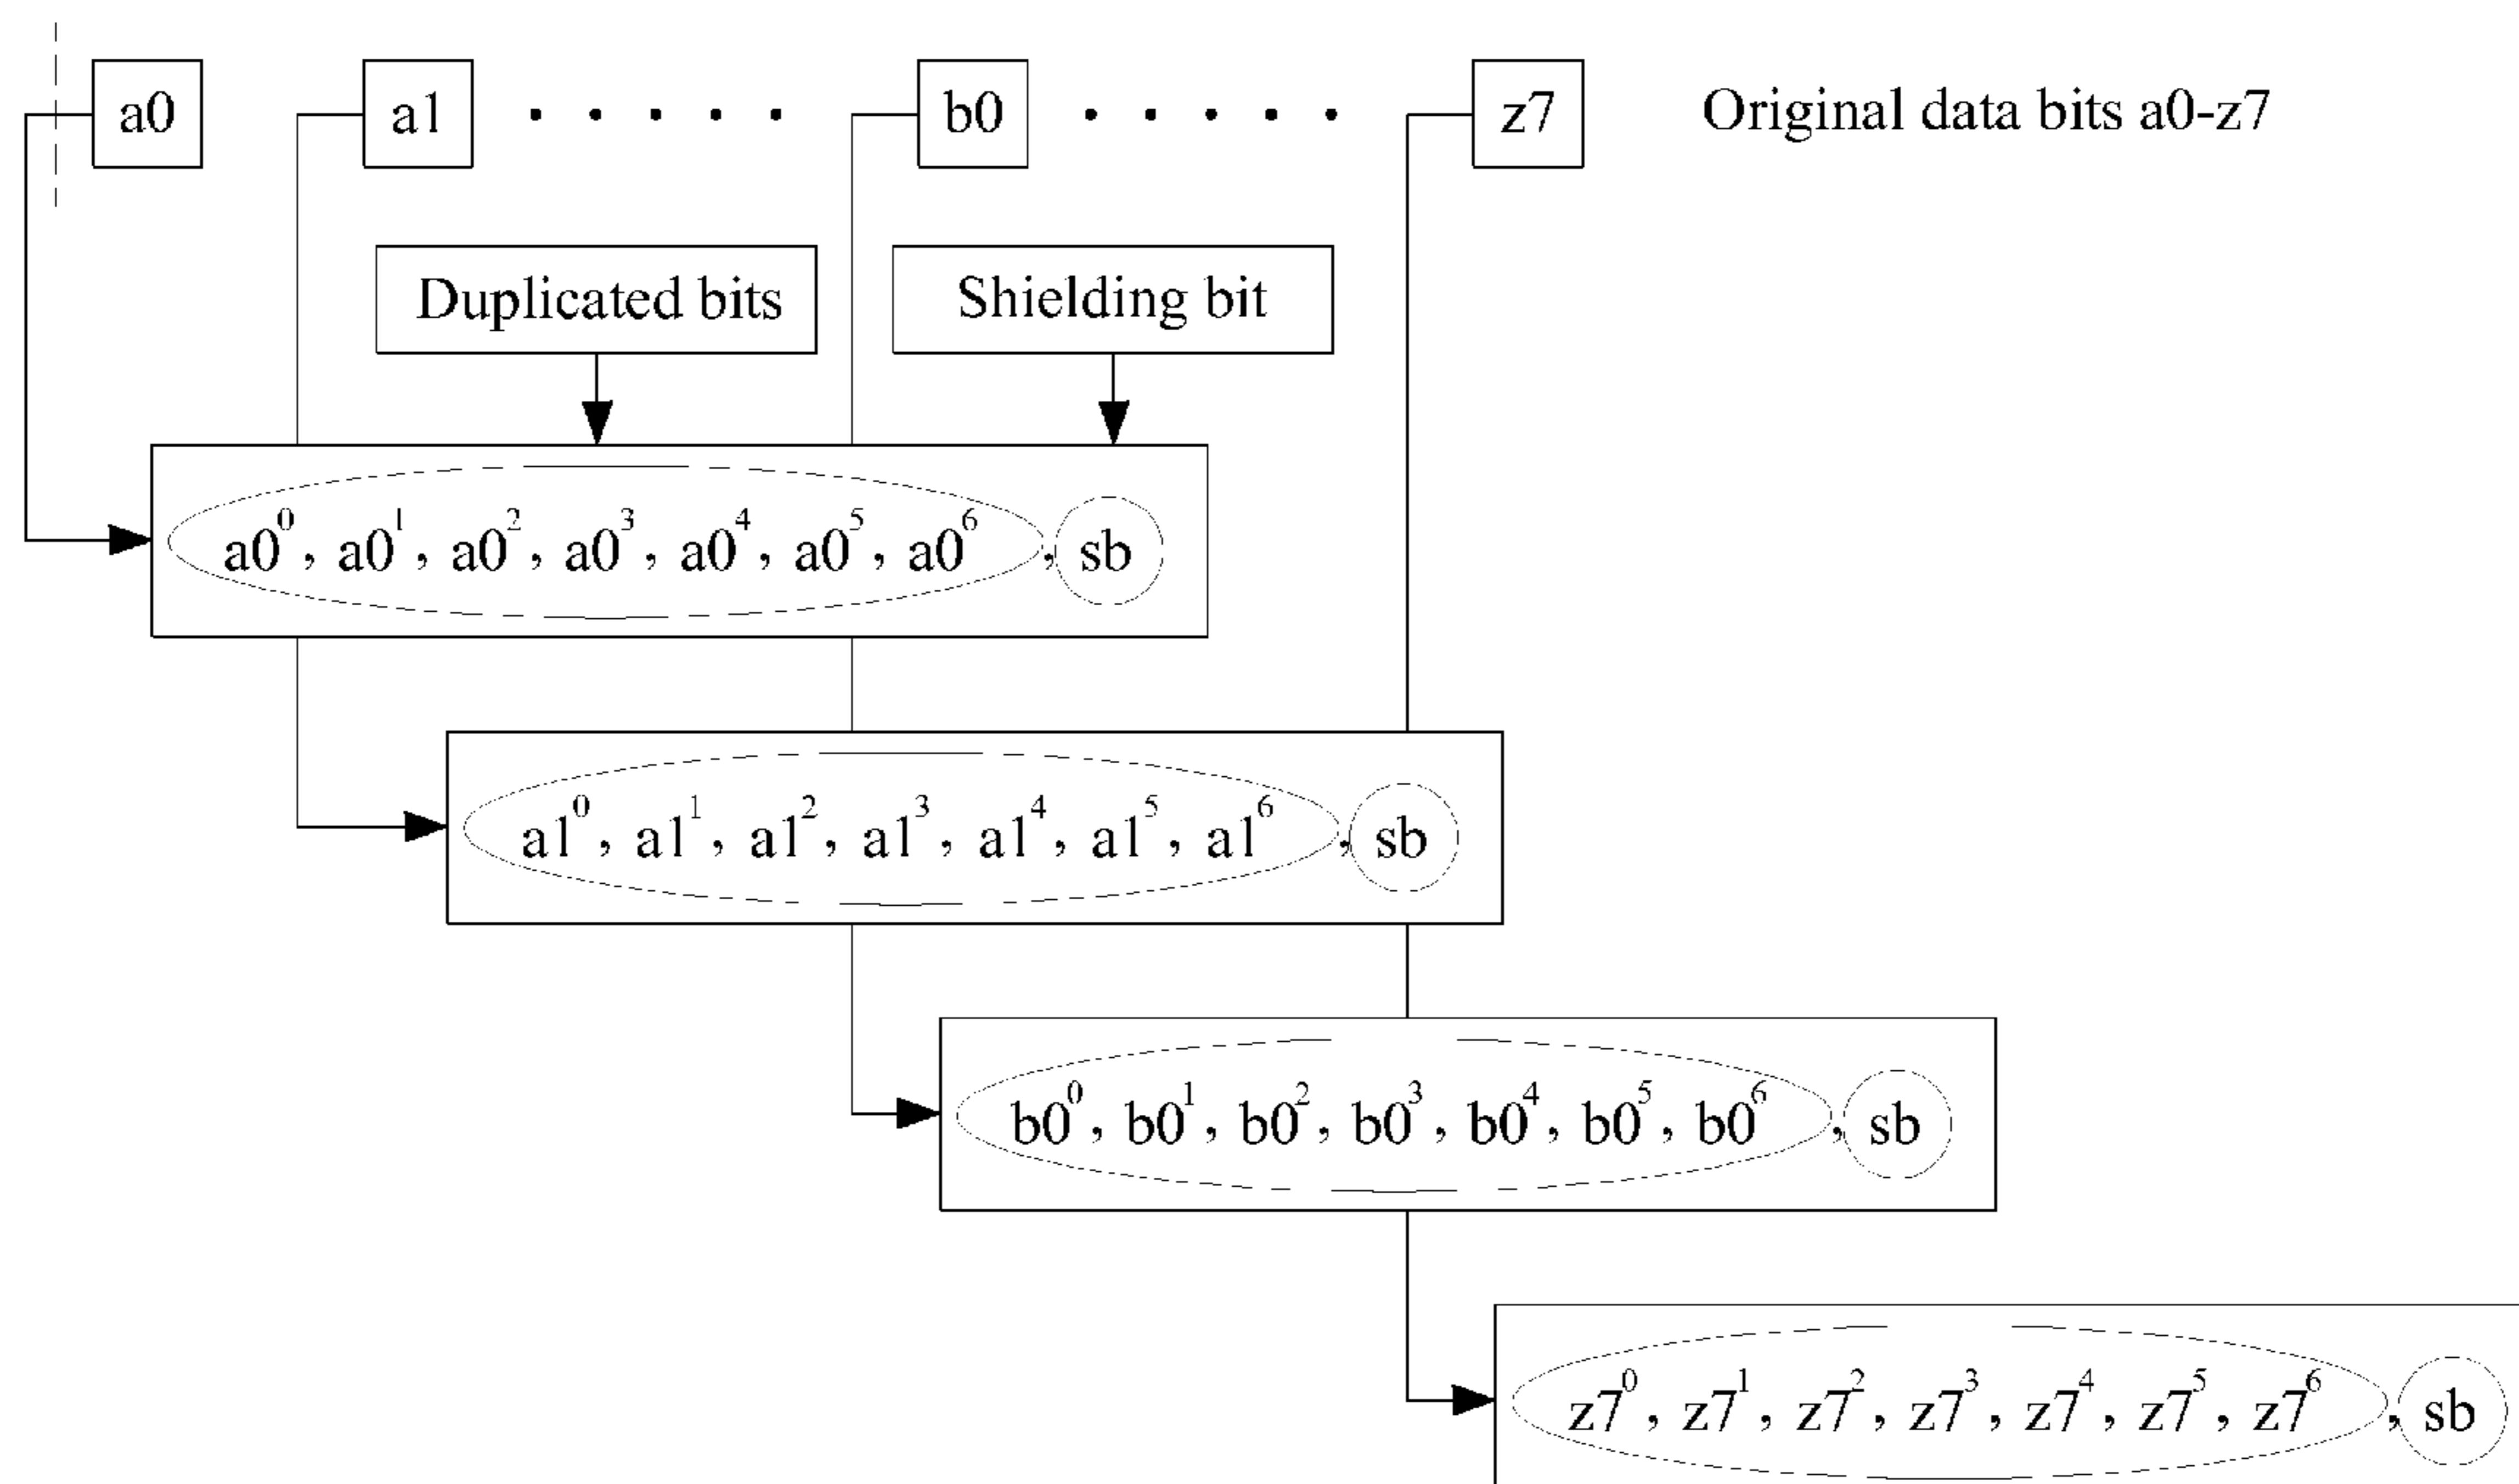 a0 a1 . . . . . b0 . . . . . z7 Original data bits a0-z7
Duplicated bits Shielding bit
a0⁰, a0¹, a0², a0³, a0⁴, a0⁵, a0⁶, sb
a1⁰, a1¹, a1², a1³, a1⁴, a1⁵, a1⁶, sb
b0⁰, b0¹, b0², b0³, b0⁴, b0⁵, b0⁶, sb
z7⁰, z7¹, z7², z7³, z7⁴, z7⁵, z7⁶, sb